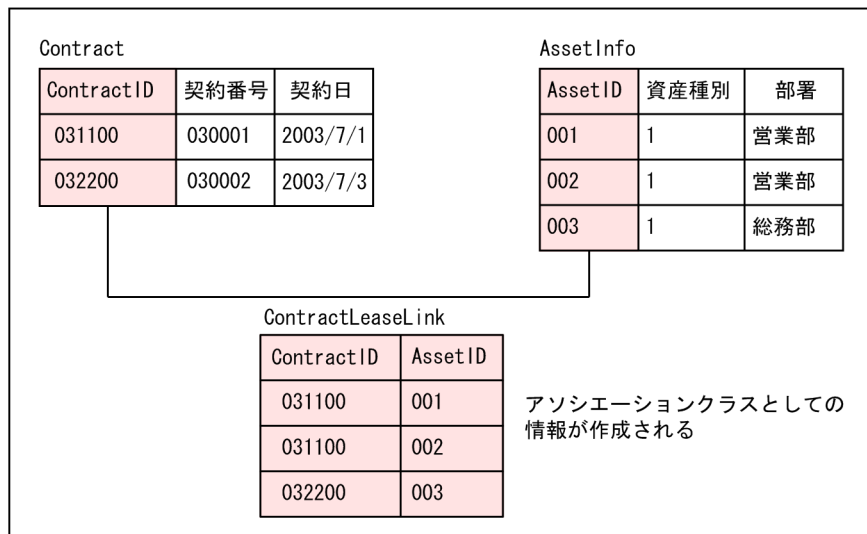 Contract
ContractID 契約番号 契約日
031100 030001 2003/7/1
032200 030002 2003/7/3
AssetInfo
AssetID 資産種別 部署
001 1 営業部
002 1 営業部
003 1 総務部
ContractLeaseLink
ContractID AssetID
031100 001
031100 002
032200 003
アソシエーションクラスとしての
情報が作成される